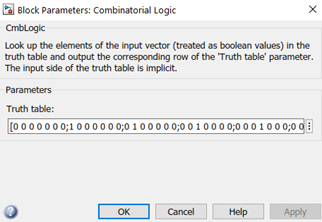 Block Parameters: Combinatorial Logic
CmbLogic
Look up the elements of the input vector (treated as boolean values) in the
truth table and output the corresponding row of the 'Truth table' parameter.
The input side of the truth table is implicit.
Parameters
Truth table:
[0 0 0 0 0 0 0;1 0 0 0 0 0 0;0 1 0 0 0 0 0;0 0 1 0 0 0 0;0 0 0 1 0 0 0;0 0
OK Cancel Help Apply